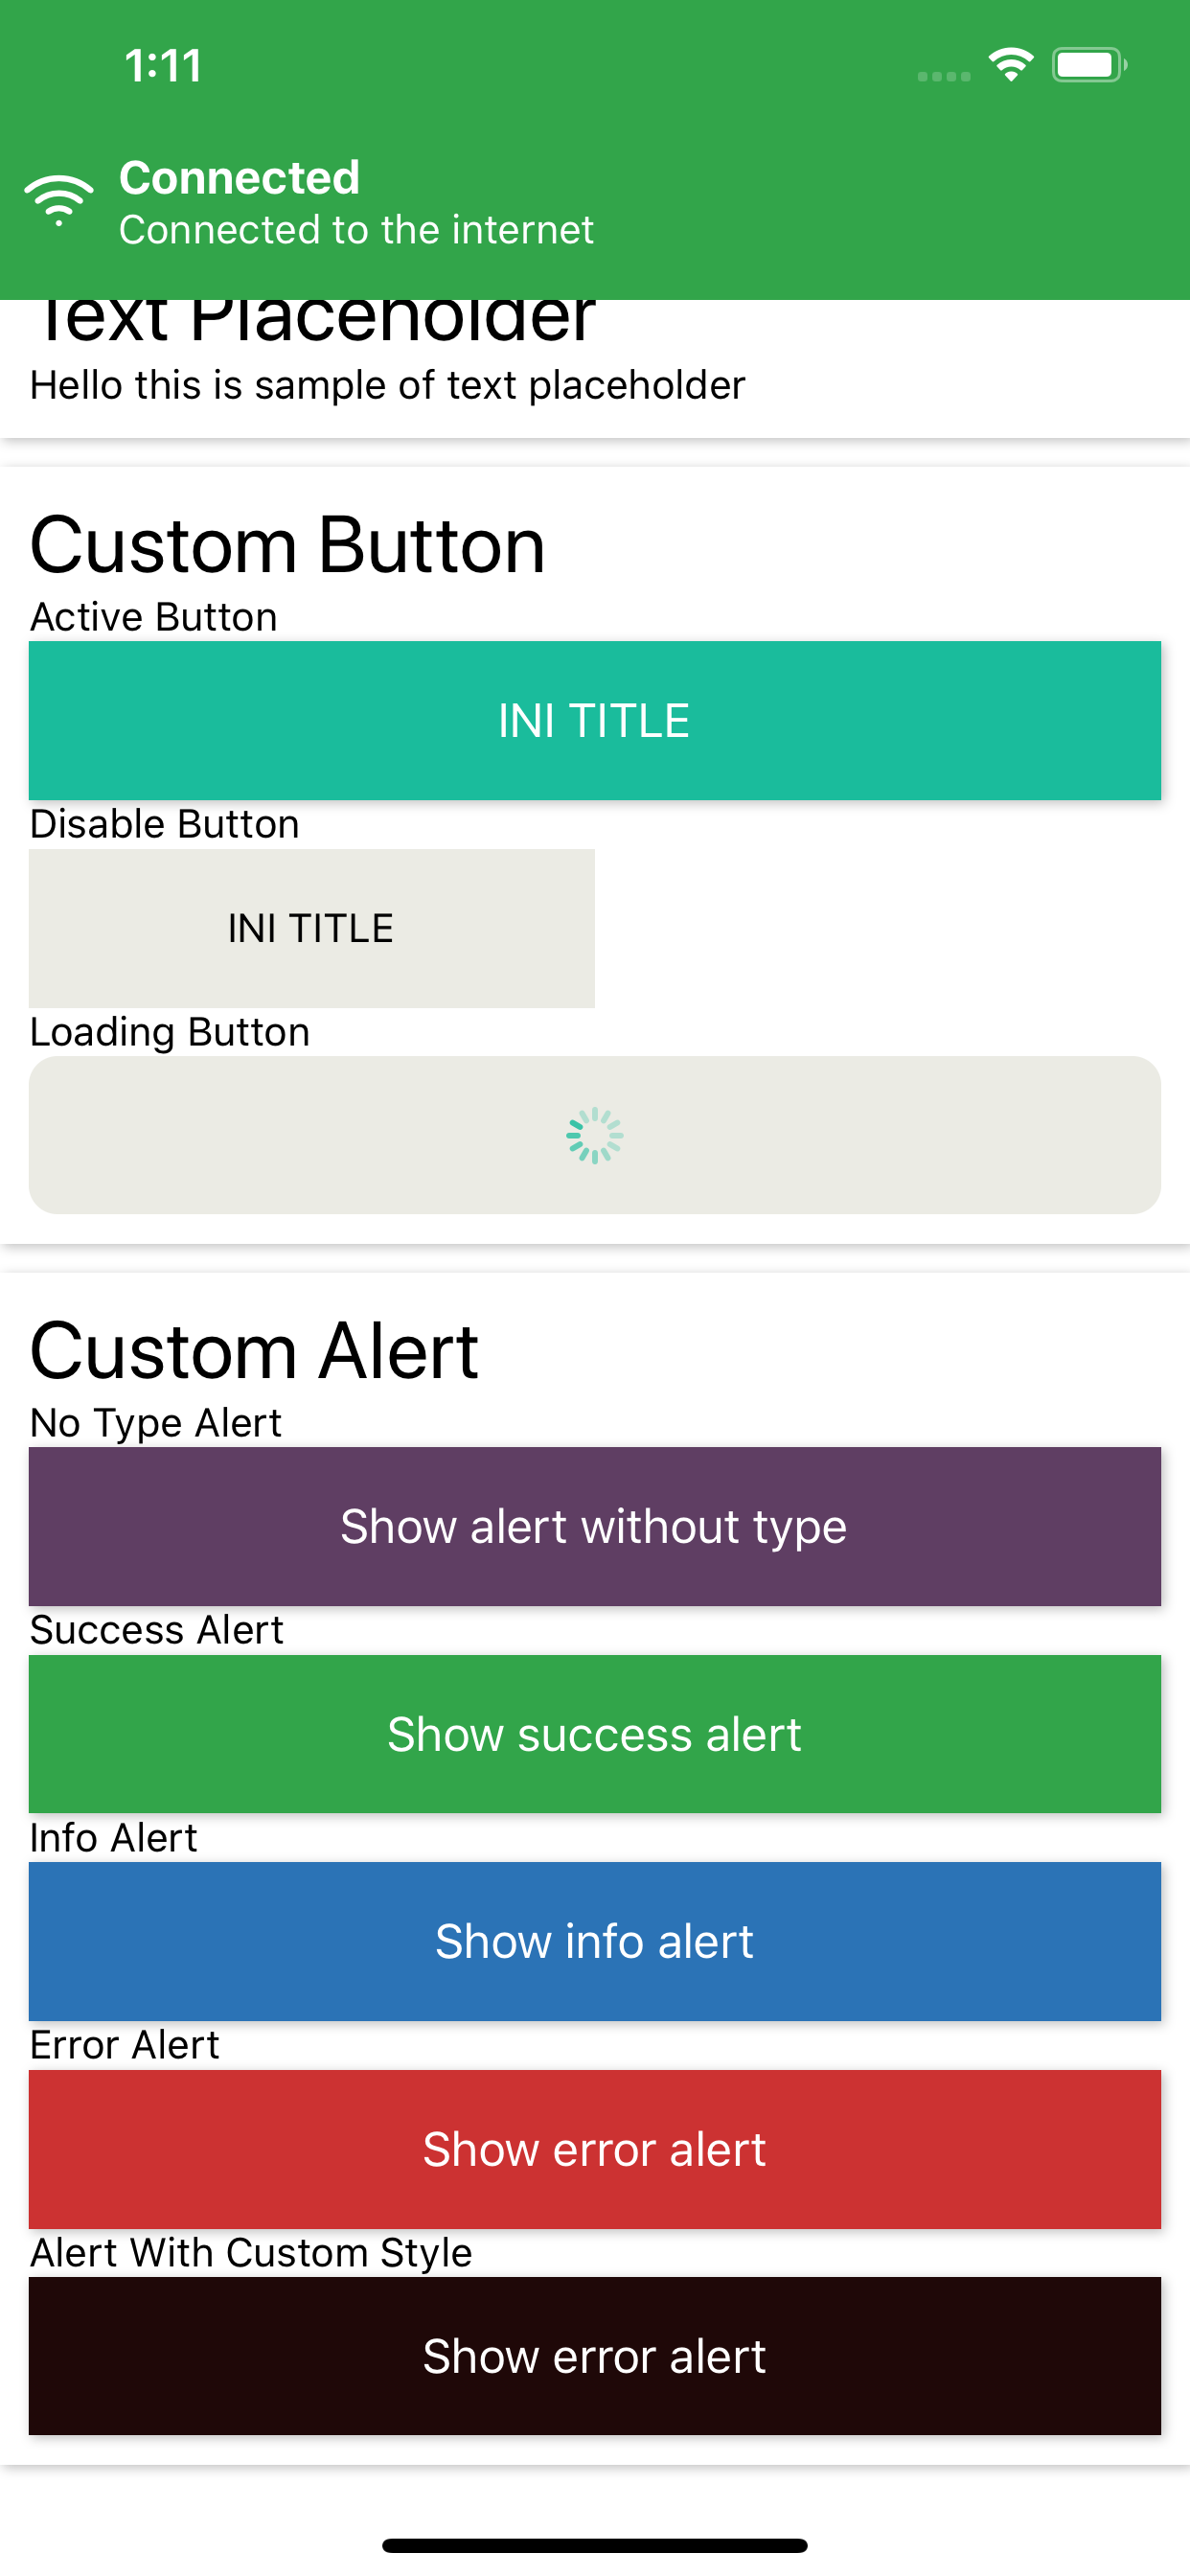 1:11
Connected
Connected to the internet
Text Placeholder
Hello this is sample of text placeholder
Custom Button
Active Button
INI TITLE
Disable Button
INI TITLE
Loading Button
Custom Alert
No Type Alert
Show alert without type
Success Alert
Show success alert
Info Alert
Show info alert
Error Alert
Show error alert
Alert With Custom Style
Show error alert